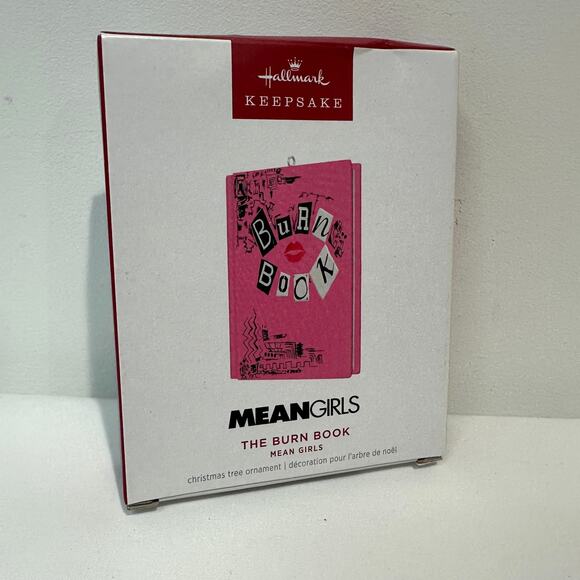 Hallmark
KEEPSAKE
BuRN
BOOK
MEANGIRLS
THE BURN BOOK
MEAN GIRLS
christmas tree ornament | décoration pour l'arbre de noël